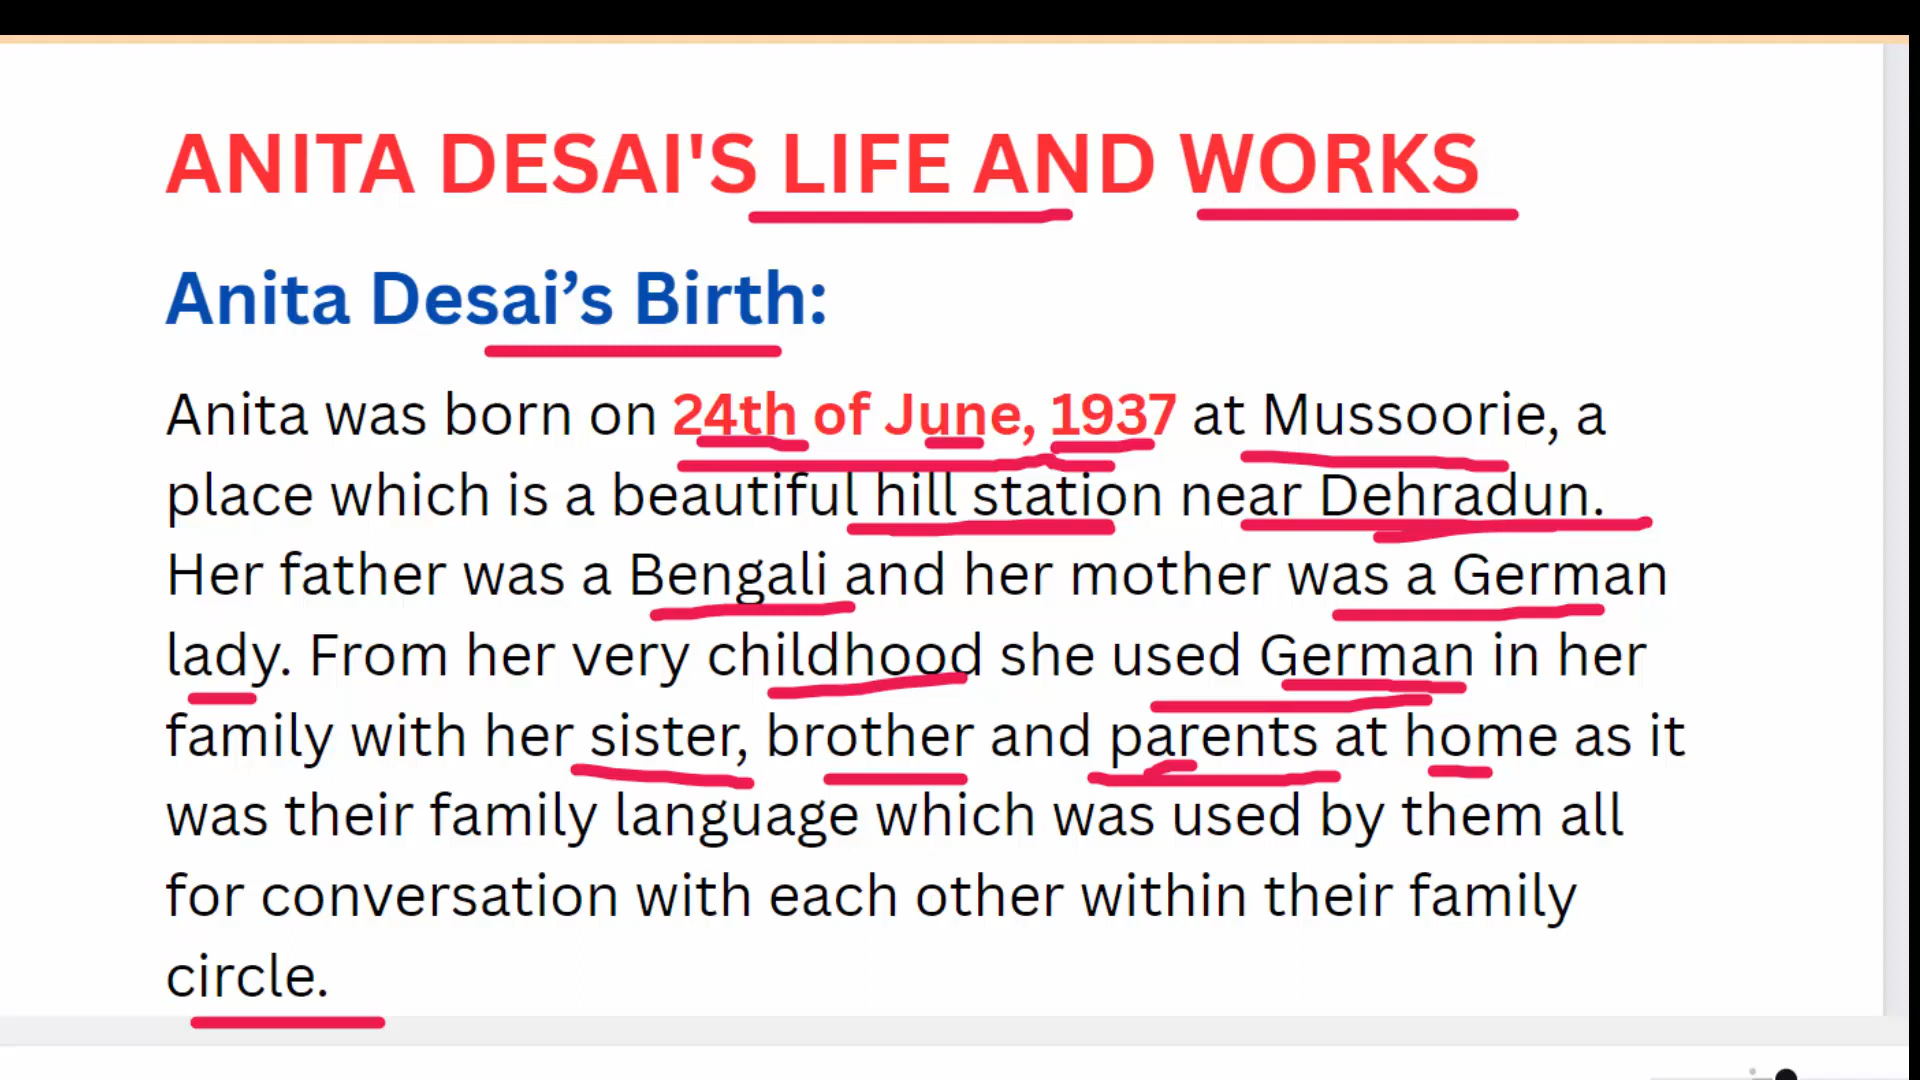 ANITA DESAI'S LIFE AND WORKS
Anita Desai’s Birth:
Anita was born on 24th of June, 1937 at Mussoorie, a
place which is a beautiful hill station near Dehradun.
Her father was a Bengali and her mother was a German
lady. From her very childhood she used German in her
family with her sister, brother and parents at home as it
was their family language which was used by them all
for conversation with each other within their family
circle.